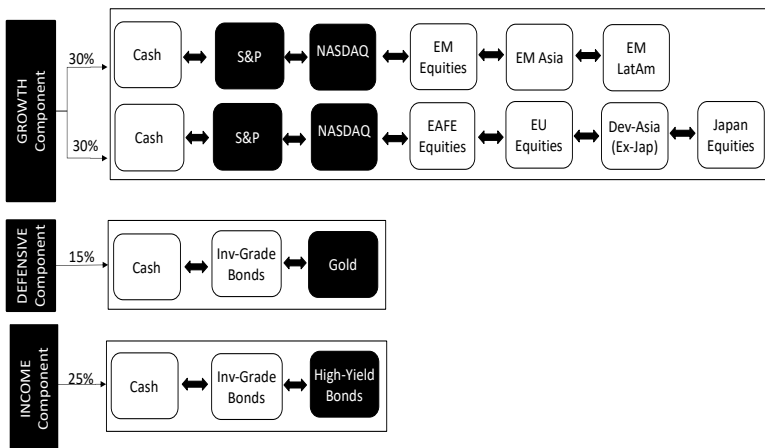 GROWTH
Component
30%
Cash
S&P
NASDAQ
EM
Equities
EM Asia
EM
LatAm
30%
Cash
S&P
NASDAQ
EAFE
Equities
EU
Equities
Dev-Asia
(Ex-Jap)
Japan
Equities
DEFENSIVE
Component
15%
Cash
Inv-Grade
Bonds
Gold
INCOME
Component
25%
Cash
Inv-Grade
Bonds
High-Yield
Bonds